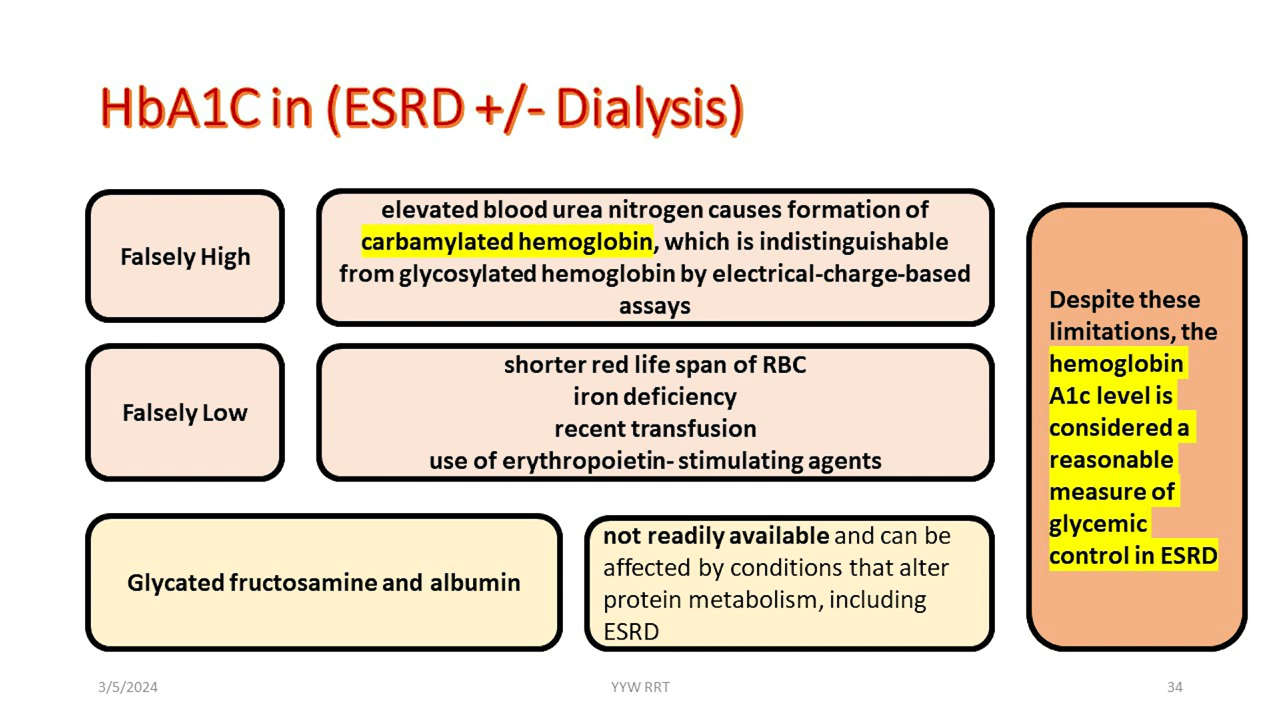 HbA1C in (ESRD +/- Dialysis)
Falsely High
elevated blood urea nitrogen causes formation of
carbamylated hemoglobin, which is indistinguishable
from glycosylated hemoglobin by electrical-charge-based
assays
Falsely Low
shorter red life span of RBC
iron deficiency
recent transfusion
use of erythropoietin- stimulating agents
Glycated fructosamine and albumin
not readily available and can be
affected by conditions that alter
protein metabolism, including
ESRD
Despite these
limitations, the
hemoglobin
A1c level is
considered a
reasonable
measure of
glycemic
control in ESRD
3/5/2024
YYW RRT
34